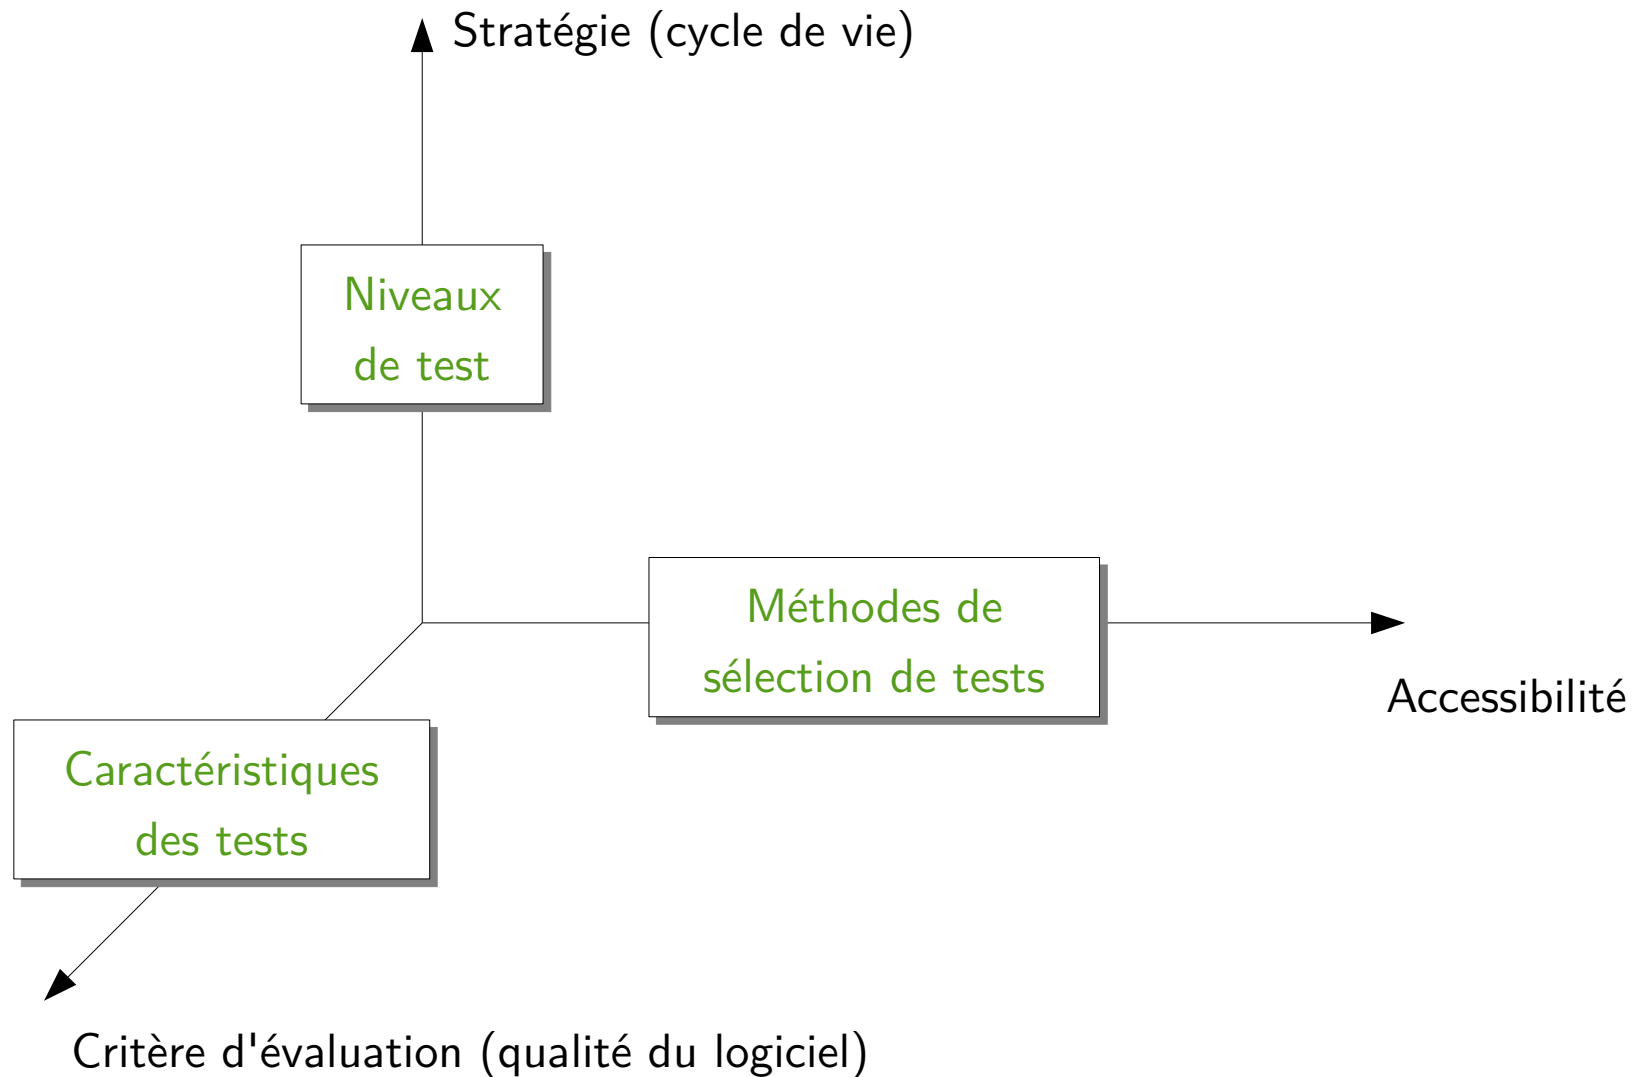 Stratégie (cycle de vie)
Niveaux
de test
Méthodes de
sélection de tests
Accessibilité
Caractéristiques
des tests
Critère d'évaluation (qualité du logiciel)